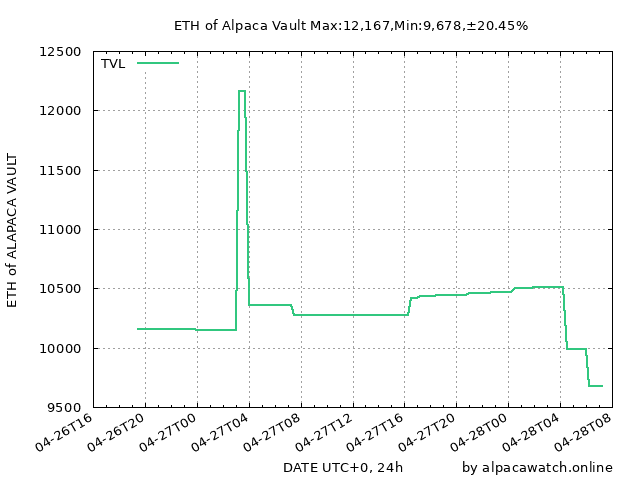 ETH of Alpaca Vault Max:12,167,Min:9,678,±20.45%
TVL
ETH of ALAPACA VAULT
12500
12000
11500
11000
10500
10000
9500
04-26T16
04-26T20
04-27T00
04-27T04
04-27T08
04-27T12
04-27T16
04-27T20
04-28T00
04-28T04
04-28T08
DATE UTC+0, 24h
by alpacawatch.online